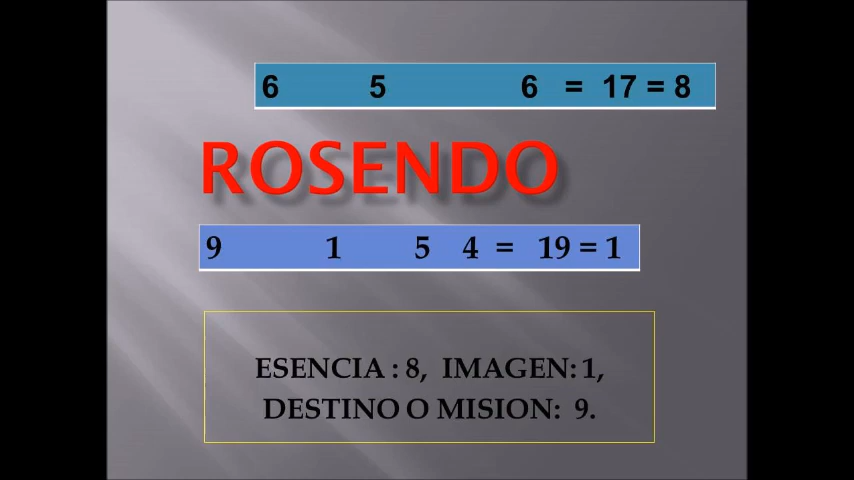 6 5 6 = 17 = 8
ROSENDO
9 1 5 4 = 19 = 1
ESENCIA : 8, IMAGEN: 1,
DESTINO O MISION: 9.